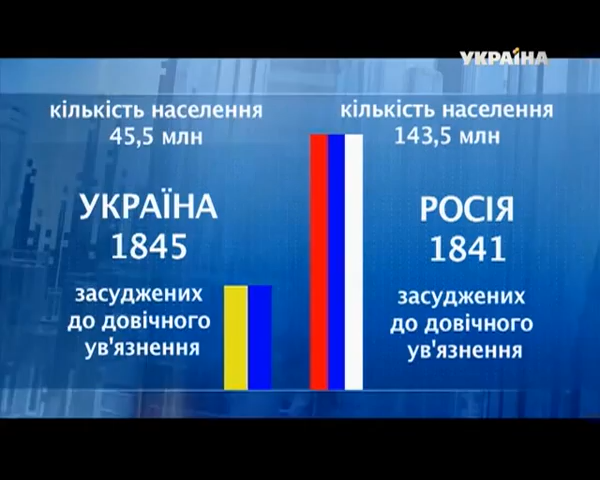 УКРАЇНА
кількість населення
45,5 млн
УКРАЇНА
1845
засуджених
до довічного
ув'язнення
кількість населення
143,5 млн
РОСІЯ
1841
засуджених
до довічного
ув'язнення